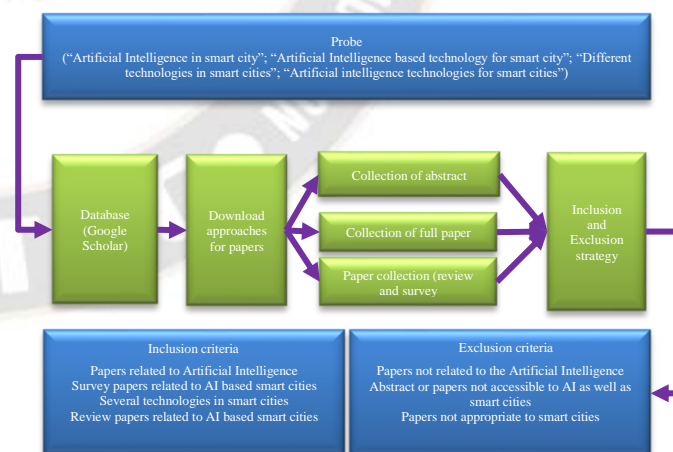 Probe
("Artificial Intelligence in smart city"; "Artificial Intelligence based technology for smart city"; "Different
technologies in smart cities"; "Artificial intelligence technologies for smart cities")
Database
(Google
Scholar)
Download
approaches
for papers
Collection of abstract
Collection of full paper
Paper collection (review
and survey
Inclusion
and
Exclusion
strategy
Inclusion criteria
Papers related to Artificial Intelligence
Survey papers related to AI based smart cities
Several technologies in smart cities
Review papers related to AI based smart cities
Exclusion criteria
Papers not related to the Artificial Intelligence
Abstract or papers not accessible to AI as well as
smart cities
Papers not appropriate to smart cities